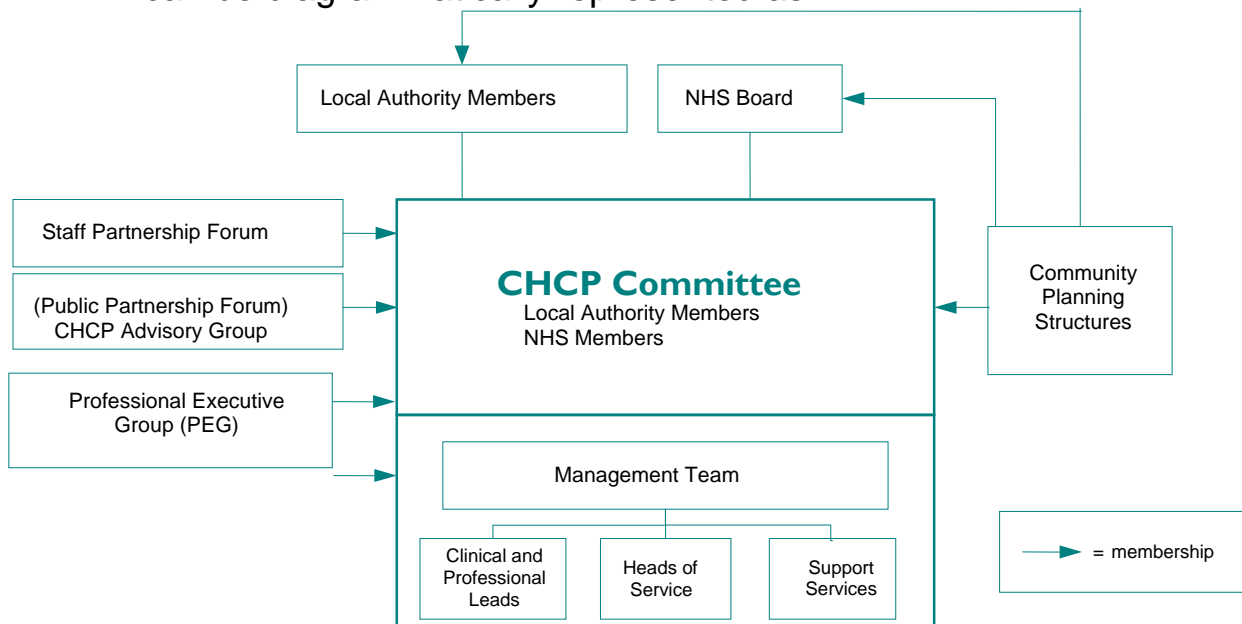 Local Authority Members
NHS Board
Staff Partnership Forum
(Public Partnership Forum)
CHCP Advisory Group
Professional Executive
Group (PEG)
CHCP Committee
Local Authority Members
NHS Members
Community
Planning
Structures
Management Team
Clinical and
Professional
Leads
Heads of
Service
Support
Services
= membership